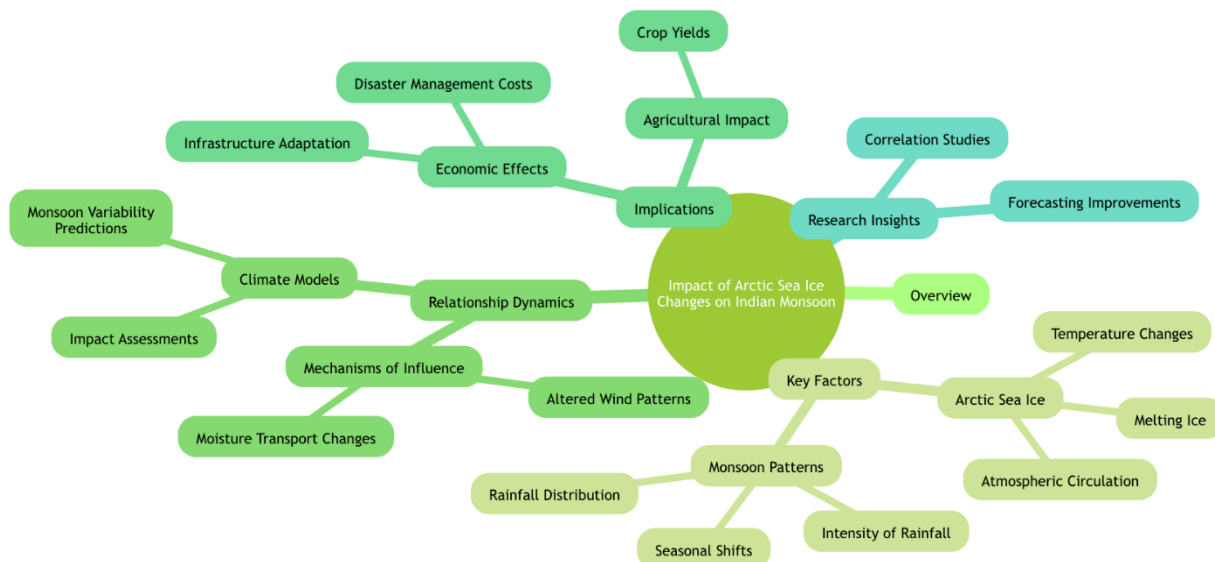 Crop Yields
Disaster Management Costs
Agricultural Impact
Infrastructure Adaptation
Economic Effects
Implications
Correlation Studies
Forecasting Improvements
Research Insights
Monsoon Variability
Predictions
Climate Models
Impact Assessments
Relationship Dynamics
Mechanisms of Influence
Altered Wind Patterns
Moisture Transport Changes
Impact of Arctic Sea Ice
Changes on Indian Monsoon
Overview
Key Factors
Temperature Changes
Arctic Sea Ice
Melting Ice
Atmospheric Circulation
Monsoon Patterns
Rainfall Distribution
Seasonal Shifts
Intensity of Rainfall